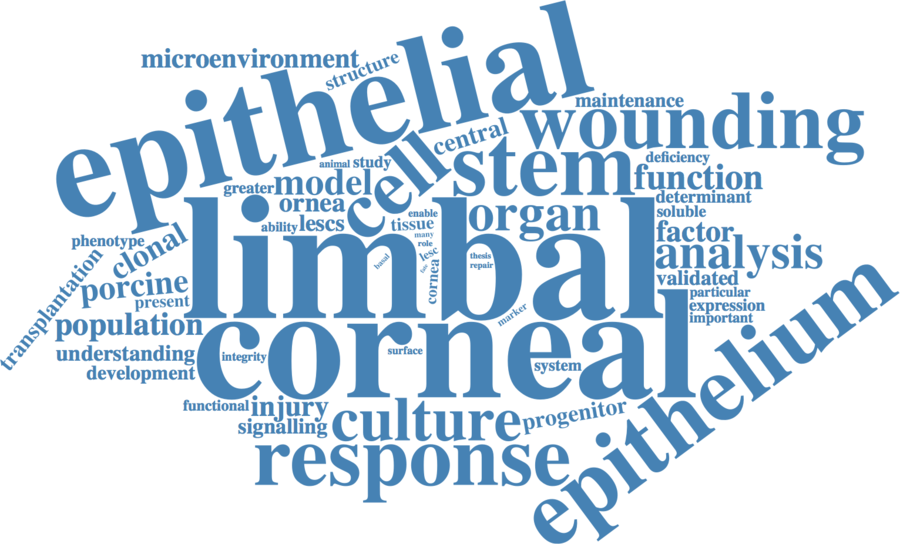 microenvironment
structure
epithelial
maintenance
wounding
central
cell
stem
animal
study
deficiency
greater
model
function
ornea
determinant
ability
lescs
tissue
enable
organ
soluble
many
role
limbal
factor
phenotype
clonal
analysis
basal
lesc
fate
cornea
thesis
repair
validated
transplantation
porcine
present
particular
expression
important
marker
population
corneal
understanding
integrity
surface
system
development
epithelium
functional
injury
signalling
culture
progenitor
response